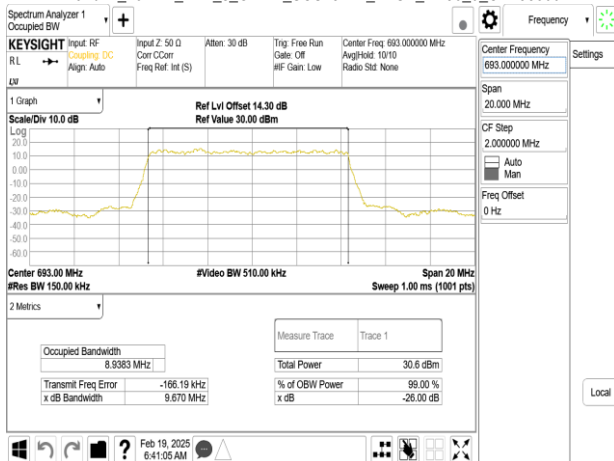 Spectrum Analyzer 1
Occupied BW
+
Frequency
KEYSIGHT
RL
LXI
Input: RF
Coupling: DC
Align: Auto
Input Z: 50 Ω
Corr CCorr
Freq Ref: Int (S)
Atten: 30 dB
Trig: Free Run
Gate: Off
#IF Gain: Low
Center Freq: 693.000000 MHz
Avg|Hold: 10/10
Radio Std: None
Center Frequency
693.000000 MHz
Settings
Span
20.000 MHz
CF Step
2.000000 MHz
Auto
Man
Freq Offset
0 Hz
Local
1 Graph
Scale/Div 10.0 dB
Ref Lvl Offset 14.30 dB
Ref Value 30.00 dBm
Log
20.0
10.0
0.00
-10.0
-20.0
-30.0
-40.0
-50.0
-60.0
Center 693.00 MHz
#Video BW 510.00 kHz
Span 20 MHz
#Res BW 150.00 kHz
Sweep 1.00 ms (1001 pts)
2 Metrics
Measure Trace
Trace 1
Occupied Bandwidth
8.9383 MHz
Total Power
30.6 dBm
Transmit Freq Error
-166.19 kHz
% of OBW Power
99.00 %
x dB Bandwidth
9.670 MHz
x dB
-26.00 dB
?
Feb 19, 2025
6:41:05 AM